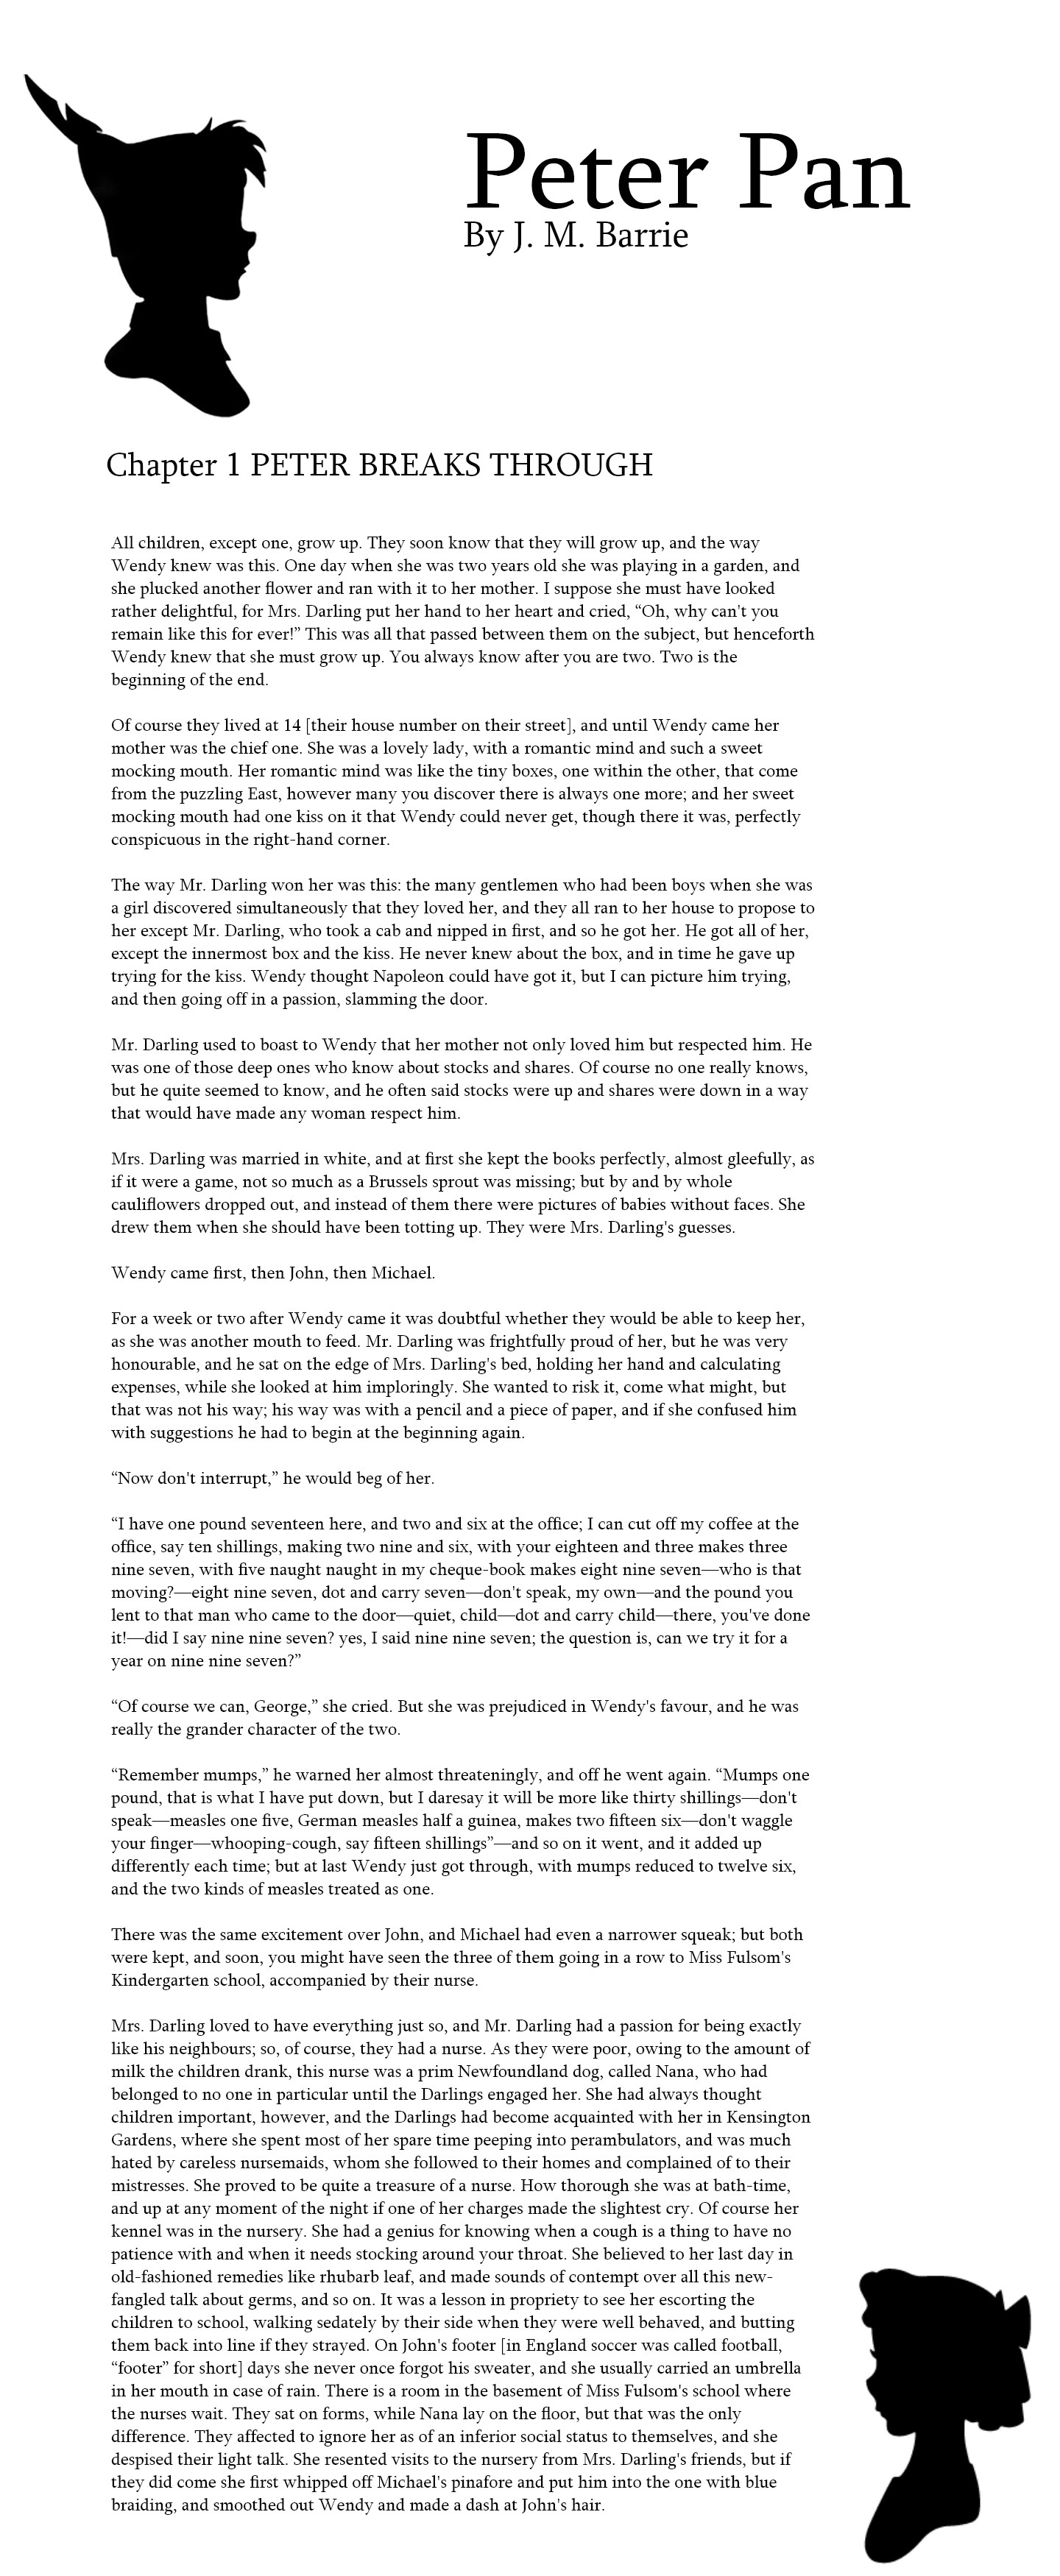 Peter Pan
By J. M. Barrie
Chapter 1 PETER BREAKS THROUGH
All children, except one, grow up. They soon know that they will grow up, and the way
Wendy knew was this. One day when she was two years old she was playing in a garden, and
she plucked another flower and ran with it to her mother. I suppose she must have looked
rather delightful, for Mrs. Darling put her hand to her heart and cried, “Oh, why can't you
remain like this for ever!” This was all that passed between them on the subject, but henceforth
Wendy knew that she must grow up. You always know after you are two. Two is the
beginning of the end.
Of course they lived at 14 [their house number on their street], and until Wendy came her
mother was the chief one. She was a lovely lady, with a romantic mind and such a sweet
mocking mouth. Her romantic mind was like the tiny boxes, one within the other, that come
from the puzzling East, however many you discover there is always one more; and her sweet
mocking mouth had one kiss on it that Wendy could never get, though there it was, perfectly
conspicuous in the right-hand corner.
The way Mr. Darling won her was this: the many gentlemen who had been boys when she was
a girl discovered simultaneously that they loved her, and they all ran to her house to propose to
her except Mr. Darling, who took a cab and nipped in first, and so he got her. He got all of her,
except the innermost box and the kiss. He never knew about the box, and in time he gave up
trying for the kiss. Wendy thought Napoleon could have got it, but I can picture him trying,
and then going off in a passion, slamming the door.
Mr. Darling used to boast to Wendy that her mother not only loved him but respected him. He
was one of those deep ones who know about stocks and shares. Of course no one really knows,
but he quite seemed to know, and he often said stocks were up and shares were down in a way
that would have made any woman respect him.
Mrs. Darling was married in white, and at first she kept the books perfectly, almost gleefully, as
if it were a game, not so much as a Brussels sprout was missing; but by and by whole
cauliflowers dropped out, and instead of them there were pictures of babies without faces. She
drew them when she should have been totting up. They were Mrs. Darling's guesses.
Wendy came first, then John, then Michael.
For a week or two after Wendy came it was doubtful whether they would be able to keep her,
as she was another mouth to feed. Mr. Darling was frightfully proud of her, but he was very
honourable, and he sat on the edge of Mrs. Darling's bed, holding her hand and calculating
expenses, while she looked at him imploringly. She wanted to risk it, come what might, but
that was not his way; his way was with a pencil and a piece of paper, and if she confused him
with suggestions he had to begin at the beginning again.
“Now don't interrupt,” he would beg of her.
“I have one pound seventeen here, and two and six at the office; I can cut off my coffee at the
office, say ten shillings, making two nine and six, with your eighteen and three makes three
nine seven, with five naught naught in my cheque-book makes eight nine seven—who is that
moving?—eight nine seven, dot and carry seven—don't speak, my own—and the pound you
lent to that man who came to the door—quiet, child—dot and carry child—there, you've done
it!—did I say nine nine seven? yes, I said nine nine seven; the question is, can we try it for a
year on nine nine seven?”
“Of course we can, George,” she cried. But she was prejudiced in Wendy's favour, and he was
really the grander character of the two.
“Remember mumps,” he warned her almost threateningly, and off he went again. “Mumps one
pound, that is what I have put down, but I daresay it will be more like thirty shillings—don't
speak—measles one five, German measles half a guinea, makes two fifteen six—don't waggle
your finger—whooping-cough, say fifteen shillings”—and so on it went, and it added up
differently each time; but at last Wendy just got through, with mumps reduced to twelve six,
and the two kinds of measles treated as one.
There was the same excitement over John, and Michael had even a narrower squeak; but both
were kept, and soon, you might have seen the three of them going in a row to Miss Fulsom's
Kindergarten school, accompanied by their nurse.
Mrs. Darling loved to have everything just so, and Mr. Darling had a passion for being exactly
like his neighbours; so, of course, they had a nurse. As they were poor, owing to the amount of
milk the children drank, this nurse was a prim Newfoundland dog, called Nana, who had
belonged to no one in particular until the Darlings engaged her. She had always thought
children important, however, and the Darlings had become acquainted with her in Kensington
Gardens, where she spent most of her spare time peeping into perambulators, and was much
hated by careless nursemaids, whom she followed to their homes and complained of to their
mistresses. She proved to be quite a treasure of a nurse. How thorough she was at bath-time,
and up at any moment of the night if one of her charges made the slightest cry. Of course her
kennel was in the nursery. She had a genius for knowing when a cough is a thing to have no
patience with and when it needs stocking around your throat. She believed to her last day in
old-fashioned remedies like rhubarb leaf, and made sounds of contempt over all this new-
fangled talk about germs, and so on. It was a lesson in propriety to see her escorting the
children to school, walking sedately by their side when they were well behaved, and butting
them back into line if they strayed. On John's footer [in England soccer was called football,
“footer” for short] days she never once forgot his sweater, and she usually carried an umbrella
in her mouth in case of rain. There is a room in the basement of Miss Fulsom's school where
the nurses wait. They sat on forms, while Nana lay on the floor, but that was the only
difference. They affected to ignore her as of an inferior social status to themselves, and she
despised their light talk. She resented visits to the nursery from Mrs. Darling's friends, but if
they did come she first whipped off Michael's pinafore and put him into the one with blue
braiding, and smoothed out Wendy and made a dash at John's hair.